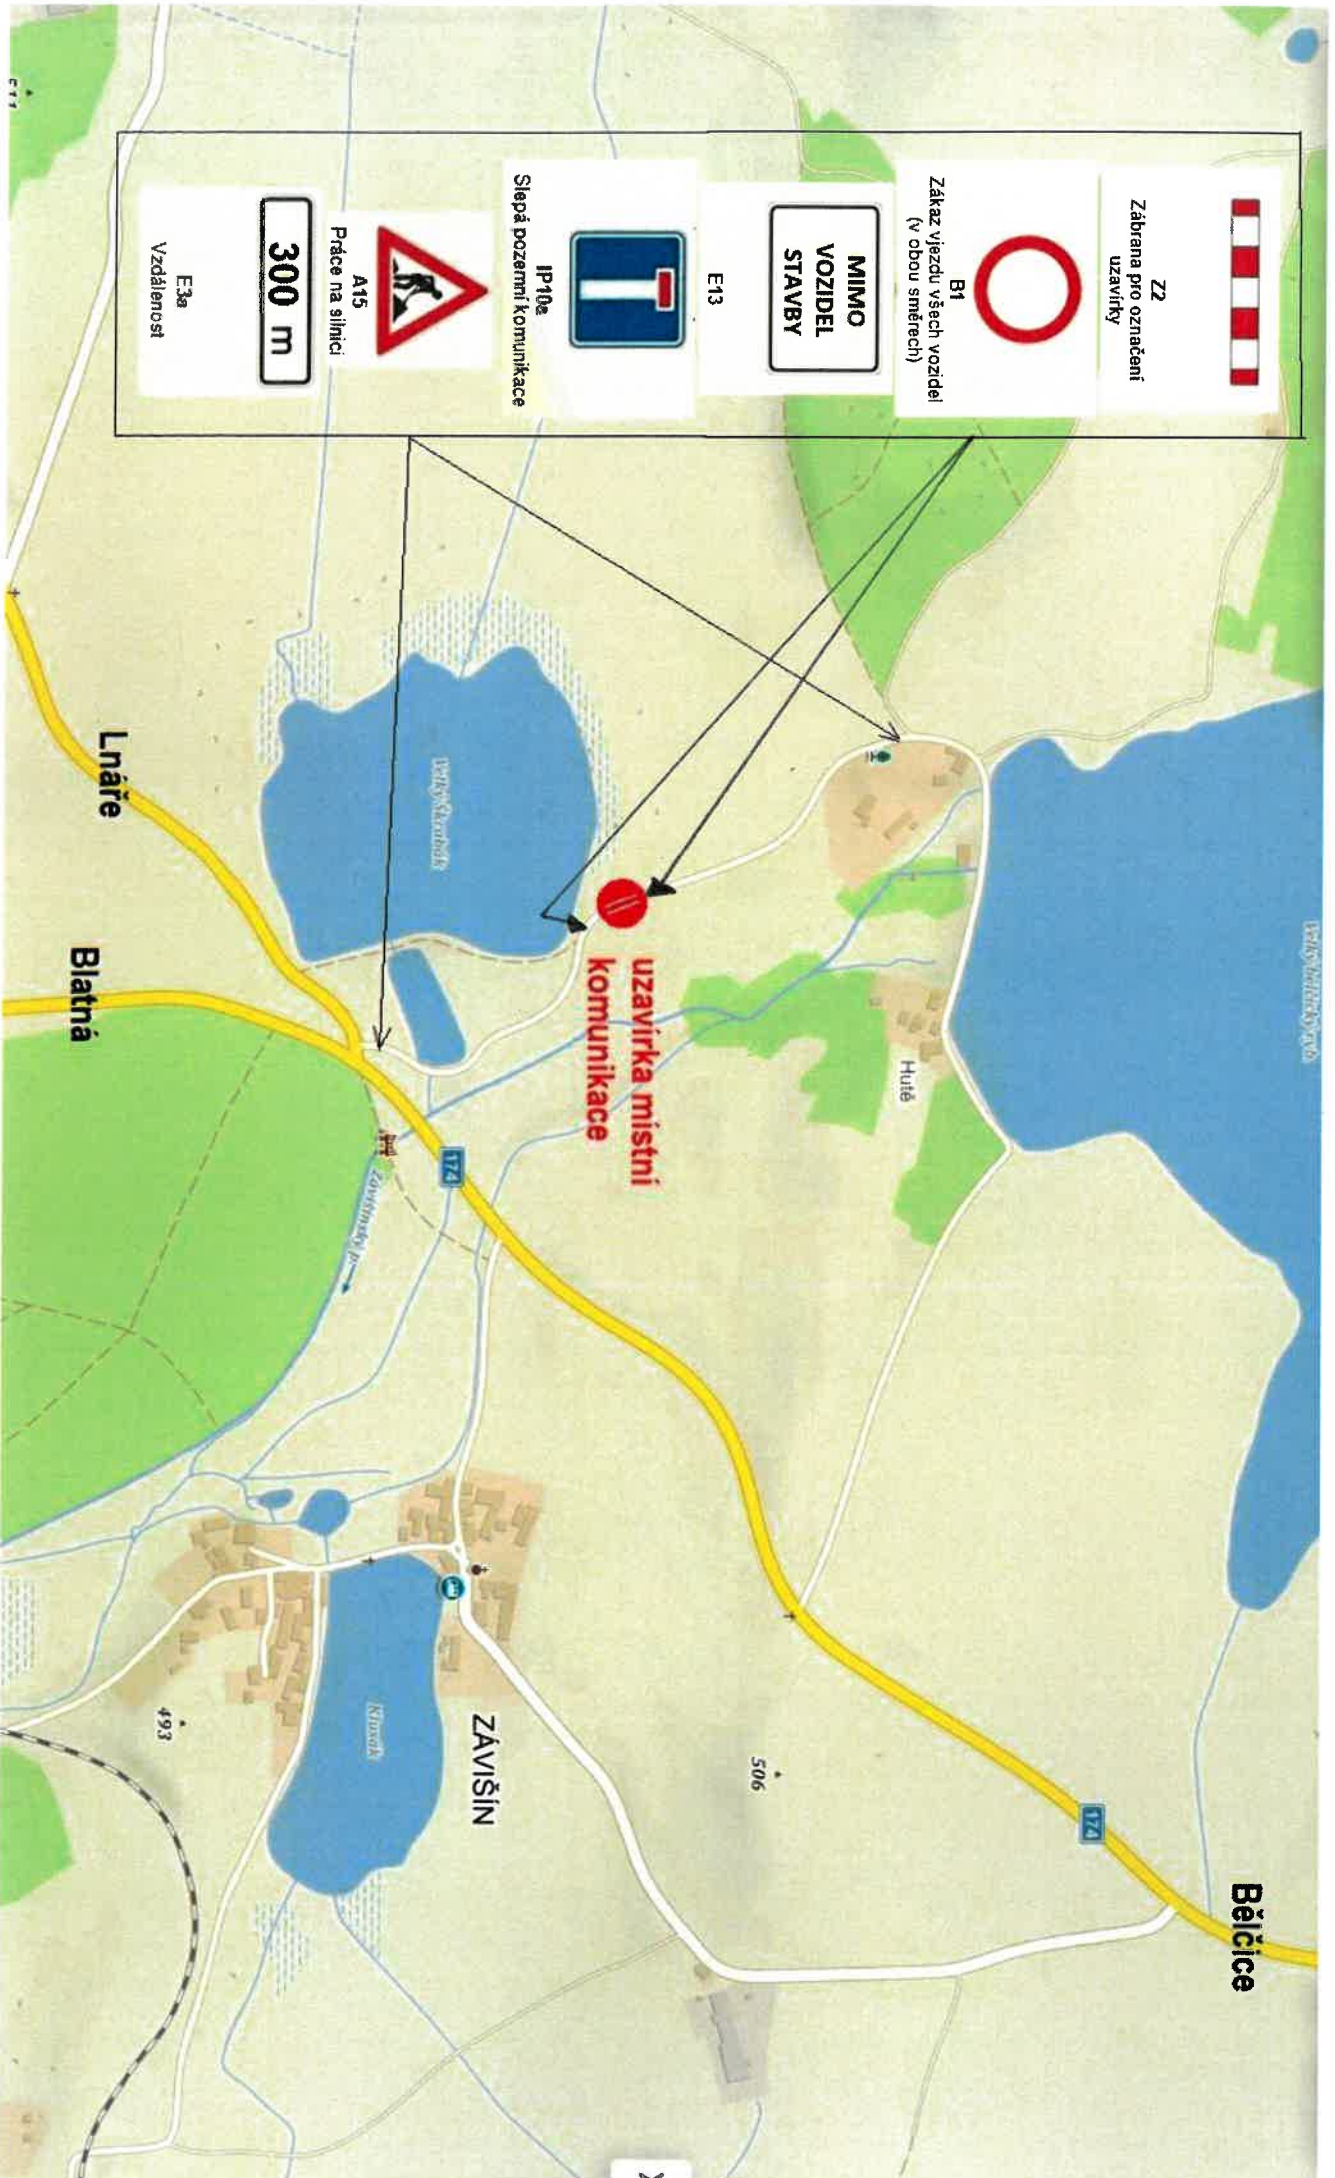 Z2
Zábrana pro označení
uzavírky
B1
Zákaz vjezdu všech vozidel
(v obou směrech)
MIMO
VOZIDEL
STAVBY
E13
IP10a
Slepá pozemní komunikace
A15
Práce na silnici
300 m
E3a
Vzdálenost
uzavírka místní
komunikace
Hutě
Lnáře
Blatná
174
Závišínský p.
ZÁVIŠÍN
493
506
174
Bělčice